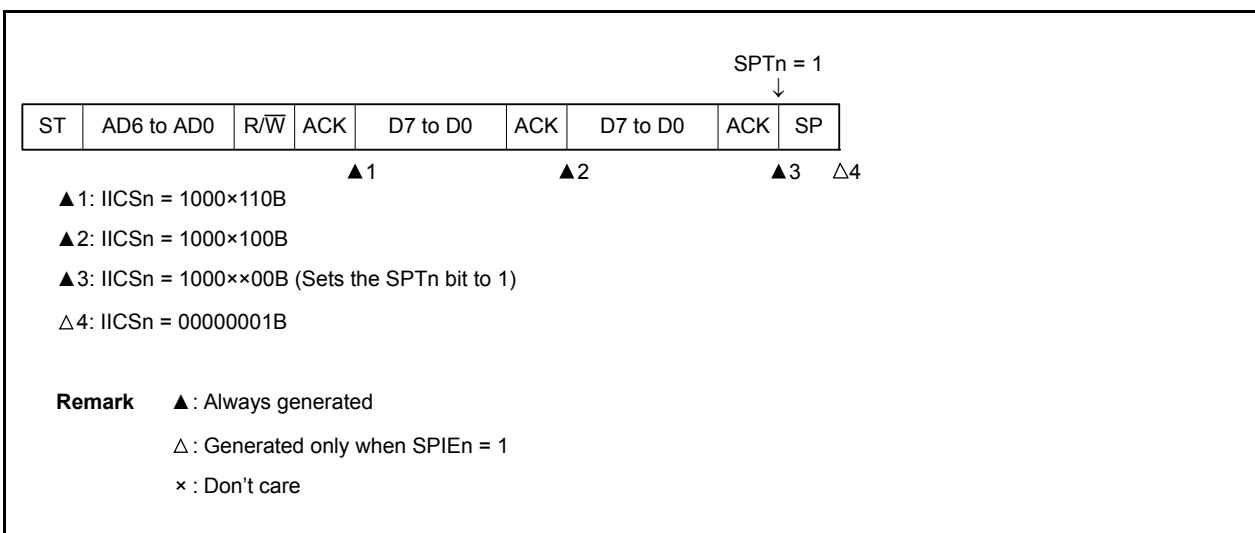 SPTn = 1
↓
ST AD6 to AD0 R/W̅ ACK D7 to D0 ACK D7 to D0 ACK SP
▲1 ▲2 ▲3 △4
▲1: IICSn = 1000×110B
▲2: IICSn = 1000×100B
▲3: IICSn = 1000××00B (Sets the SPTn bit to 1)
△4: IICSn = 00000001B
Remark ▲: Always generated
△: Generated only when SPIEn = 1
×: Don’t care